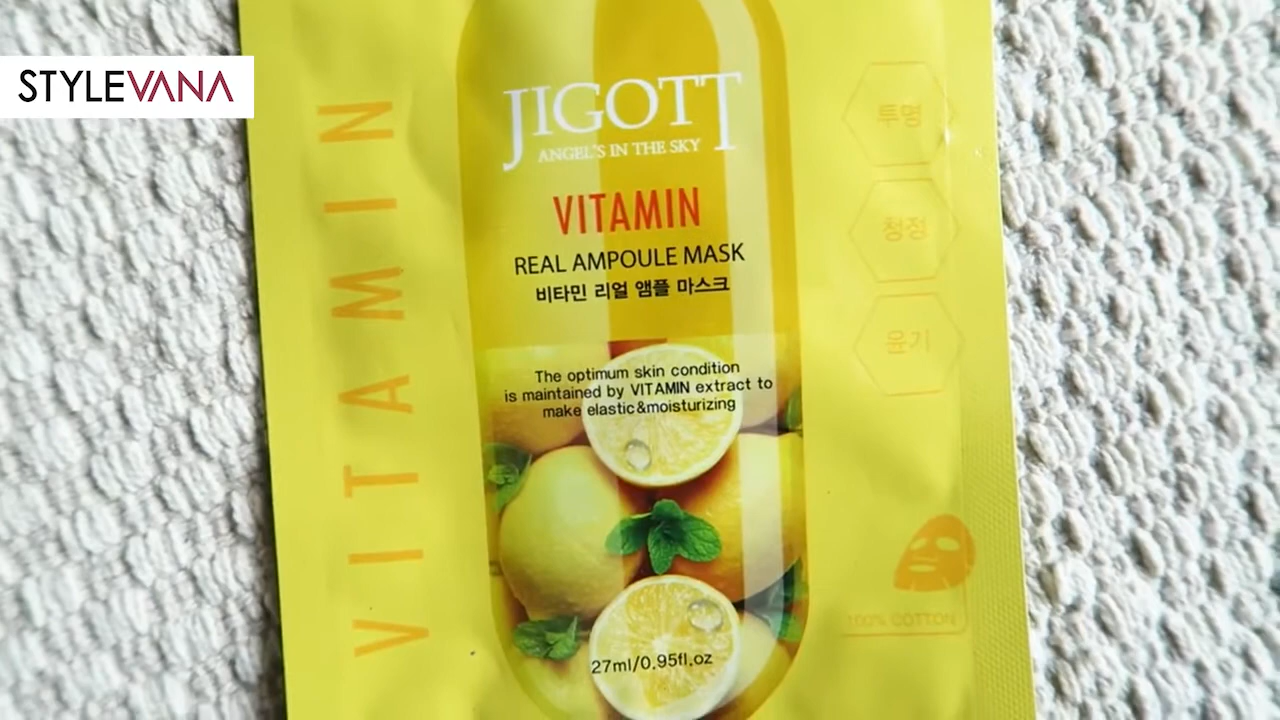 STYLEVANA
VITAMIN
JIGOTT
ANGEL'S IN THE SKY
VITAMIN
REAL AMPOULE MASK
비타민 리얼 앰플 마스크
The optimum skin condition
is maintained by VITAMIN extract to
make elastic&moisturizing
27ml/0.95fl.oz
투명
청정
윤기
100% COTTON